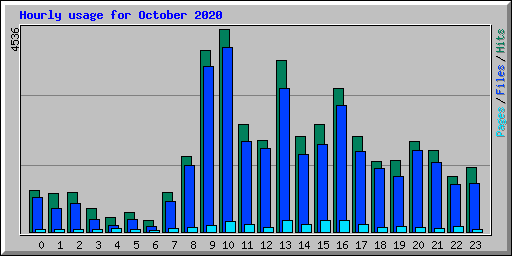 Hourly usage for October 2020
4536
Pages / Files / Hits
0 1 2 3 4 5 6 7 8 9 10 11 12 13 14 15 16 17 18 19 20 21 22 23